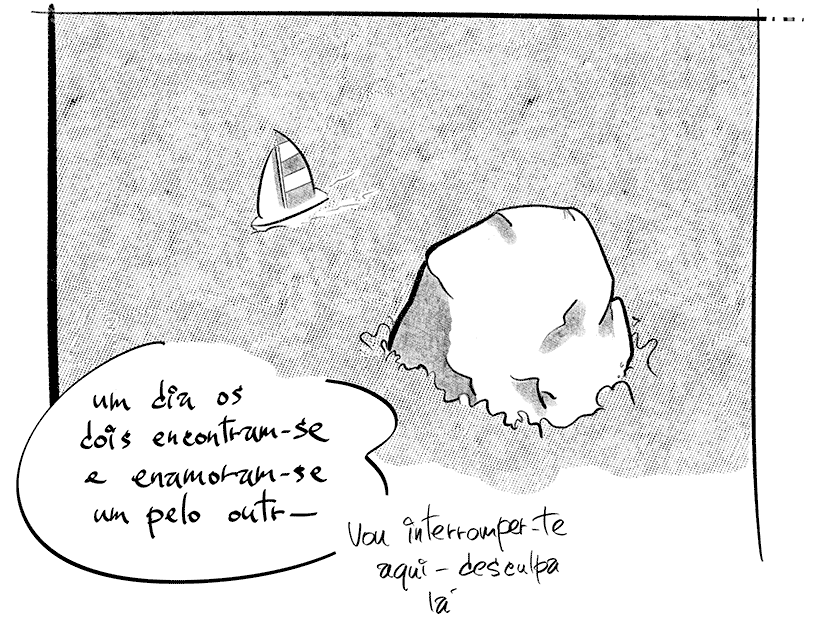 um dia os
dois encontram-se
e enamoram-se
um pelo outr—
Vou interromper-te
aqui - desculpa
lá